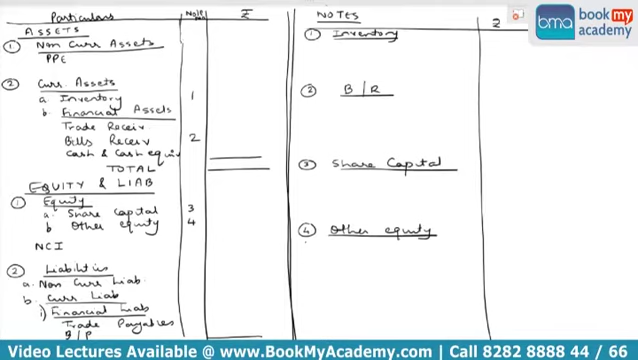 Particulars
Note No
₹
ASSETS
① Non Curr Assets
PPE
② Curr. Assets
a. Inventory 1
b. Financial Assets
Trade Receiv.
Bills Receiv 2
Cash & Cash equiv
TOTAL
EQUITY & LIAB
① Equity
a. Share Capital 3
b Other equity 4
NCI
② Liabilities
a. Non Curr Liab.
b. Curr Liab
i) Financial Liabs
Trade Payables
B/P
NOTES
₹
① Inventory
② B/R
③ Share Capital
④ Other equity
bma
book my academy
Video Lectures Available @ www.BookMyAcademy.com | Call 8282 8888 44 / 66